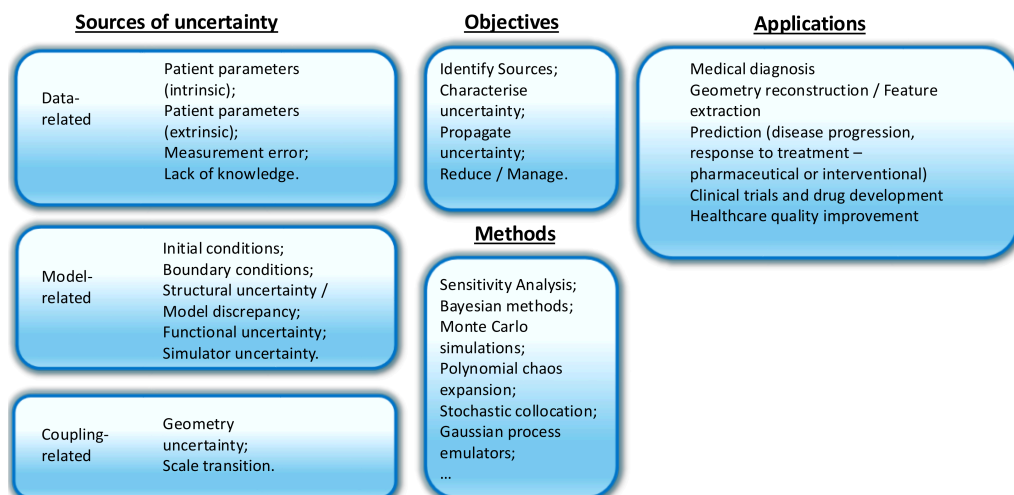 Sources of uncertainty
Data-
related
Patient parameters
(intrinsic);
Patient parameters
(extrinsic);
Measurement error;
Lack of knowledge.
Model-
related
Initial conditions;
Boundary conditions;
Structural uncertainty /
Model discrepancy;
Functional uncertainty;
Simulator uncertainty.
Coupling-
related
Geometry
uncertainty;
Scale transition.
Objectives
Identify Sources;
Characterise
uncertainty;
Propagate
uncertainty;
Reduce / Manage.
Methods
Sensitivity Analysis;
Bayesian methods;
Monte Carlo
simulations;
Polynomial chaos
expansion;
Stochastic collocation;
Gaussian process
emulators;
...
Applications
Medical diagnosis
Geometry reconstruction / Feature
extraction
Prediction (disease progression,
response to treatment –
pharmaceutical or interventional)
Clinical trials and drug development
Healthcare quality improvement